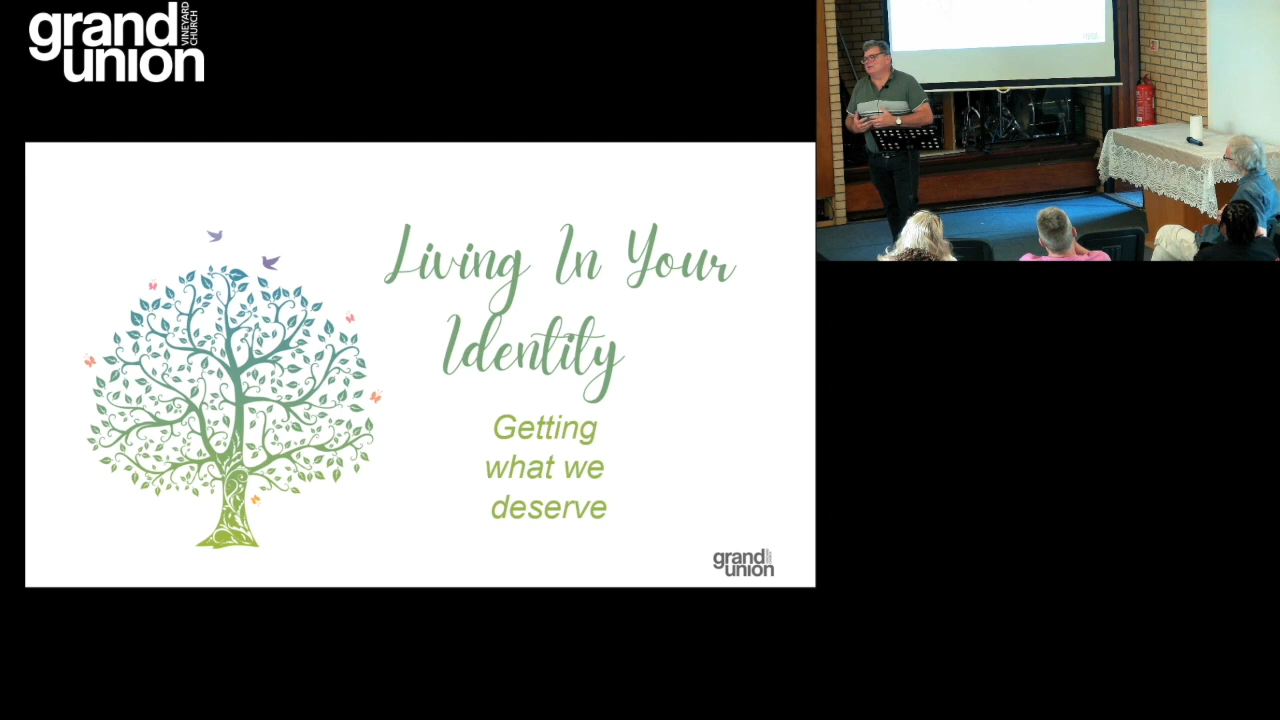 grand
union
VINEYARD
CHURCH
Living In Your
Identity
Getting
what we
deserve
grand
union